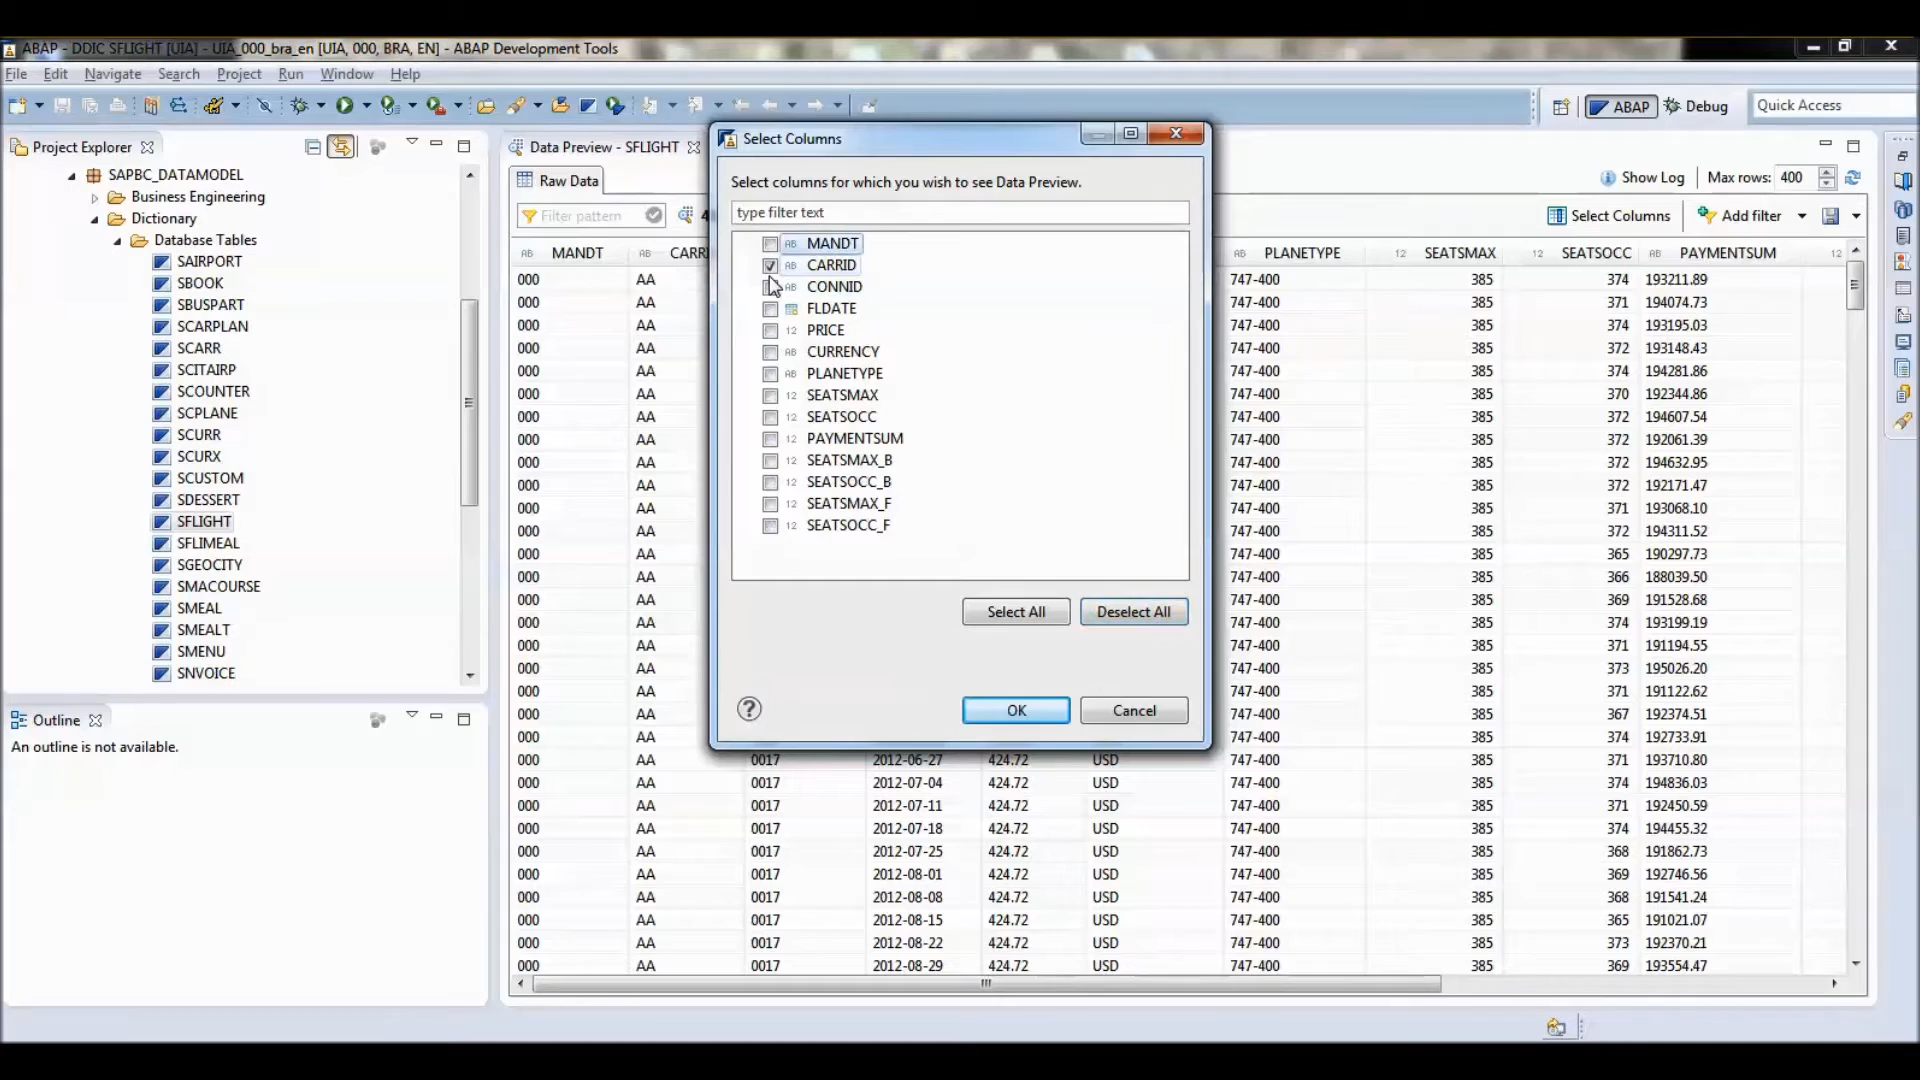 ABAP - DDIC SFLIGHT [UIA] - UIA_000_bra_en [UIA, 000, BRA, EN] - ABAP Development Tools
File Edit Navigate Search Project Run Window Help
ABAP Debug Quick Access
Project Explorer
SAPBC_DATAMODEL
Business Engineering
Dictionary
Database Tables
SAIRPORT
SBOOK
SBUSPART
SCARPLAN
SCARR
SCITAIRP
SCOUNTER
SCPLANE
SCURR
SCURX
SCUSTOM
SDESSERT
SFLIGHT
SFLIMEAL
SGEOCITY
SMACOURSE
SMEAL
SMEALT
SMENU
SNVOICE
Outline
An outline is not available.
Data Preview - SFLIGHT
Raw Data
Show Log Max rows: 400
Filter pattern
Select Columns Add filter
Select Columns
Select columns for which you wish to see Data Preview.
type filter text
AB MANDT
AB CARRID
AB CONNID
FLDATE
12 PRICE
AB CURRENCY
AB PLANETYPE
12 SEATSMAX
12 SEATSOCC
12 PAYMENTSUM
12 SEATSMAX_B
12 SEATSOCC_B
12 SEATSMAX_F
12 SEATSOCC_F
Select All Deselect All
OK Cancel
AB MANDT AB CARR AB PLANETYPE 12 SEATSMAX 12 SEATSOCC AB PAYMENTSUM 12
000 AA 747-400 385 374 193211.89
000 AA 747-400 385 371 194074.73
000 AA 747-400 385 374 193195.03
000 AA 747-400 385 372 193148.43
000 AA 747-400 385 374 194281.86
000 AA 747-400 385 370 192344.86
000 AA 747-400 385 372 194607.54
000 AA 747-400 385 372 192061.39
000 AA 747-400 385 374 194632.95
000 AA 747-400 385 372 192171.47
000 AA 747-400 385 371 193068.10
000 AA 747-400 385 372 194311.52
000 AA 747-400 385 365 190297.73
000 AA 747-400 385 366 188039.50
000 AA 747-400 385 369 191528.68
000 AA 747-400 385 374 193199.19
000 AA 747-400 385 371 191194.55
000 AA 747-400 385 373 195026.20
000 AA 747-400 385 371 191122.62
000 AA 747-400 385 367 192374.51
000 AA 747-400 385 374 192733.91
000 AA 0017 2012-06-27 424.72 USD 747-400 385 371 193710.80
000 AA 0017 2012-07-04 424.72 USD 747-400 385 374 194836.03
000 AA 0017 2012-07-11 424.72 USD 747-400 385 371 192450.59
000 AA 0017 2012-07-18 424.72 USD 747-400 385 374 194455.32
000 AA 0017 2012-07-25 424.72 USD 747-400 385 368 191862.73
000 AA 0017 2012-08-01 424.72 USD 747-400 385 369 192746.56
000 AA 0017 2012-08-08 424.72 USD 747-400 385 368 191541.24
000 AA 0017 2012-08-15 424.72 USD 747-400 385 365 191021.07
000 AA 0017 2012-08-22 424.72 USD 747-400 385 373 192370.21
000 AA 0017 2012-08-29 424.72 USD 747-400 385 369 193554.47